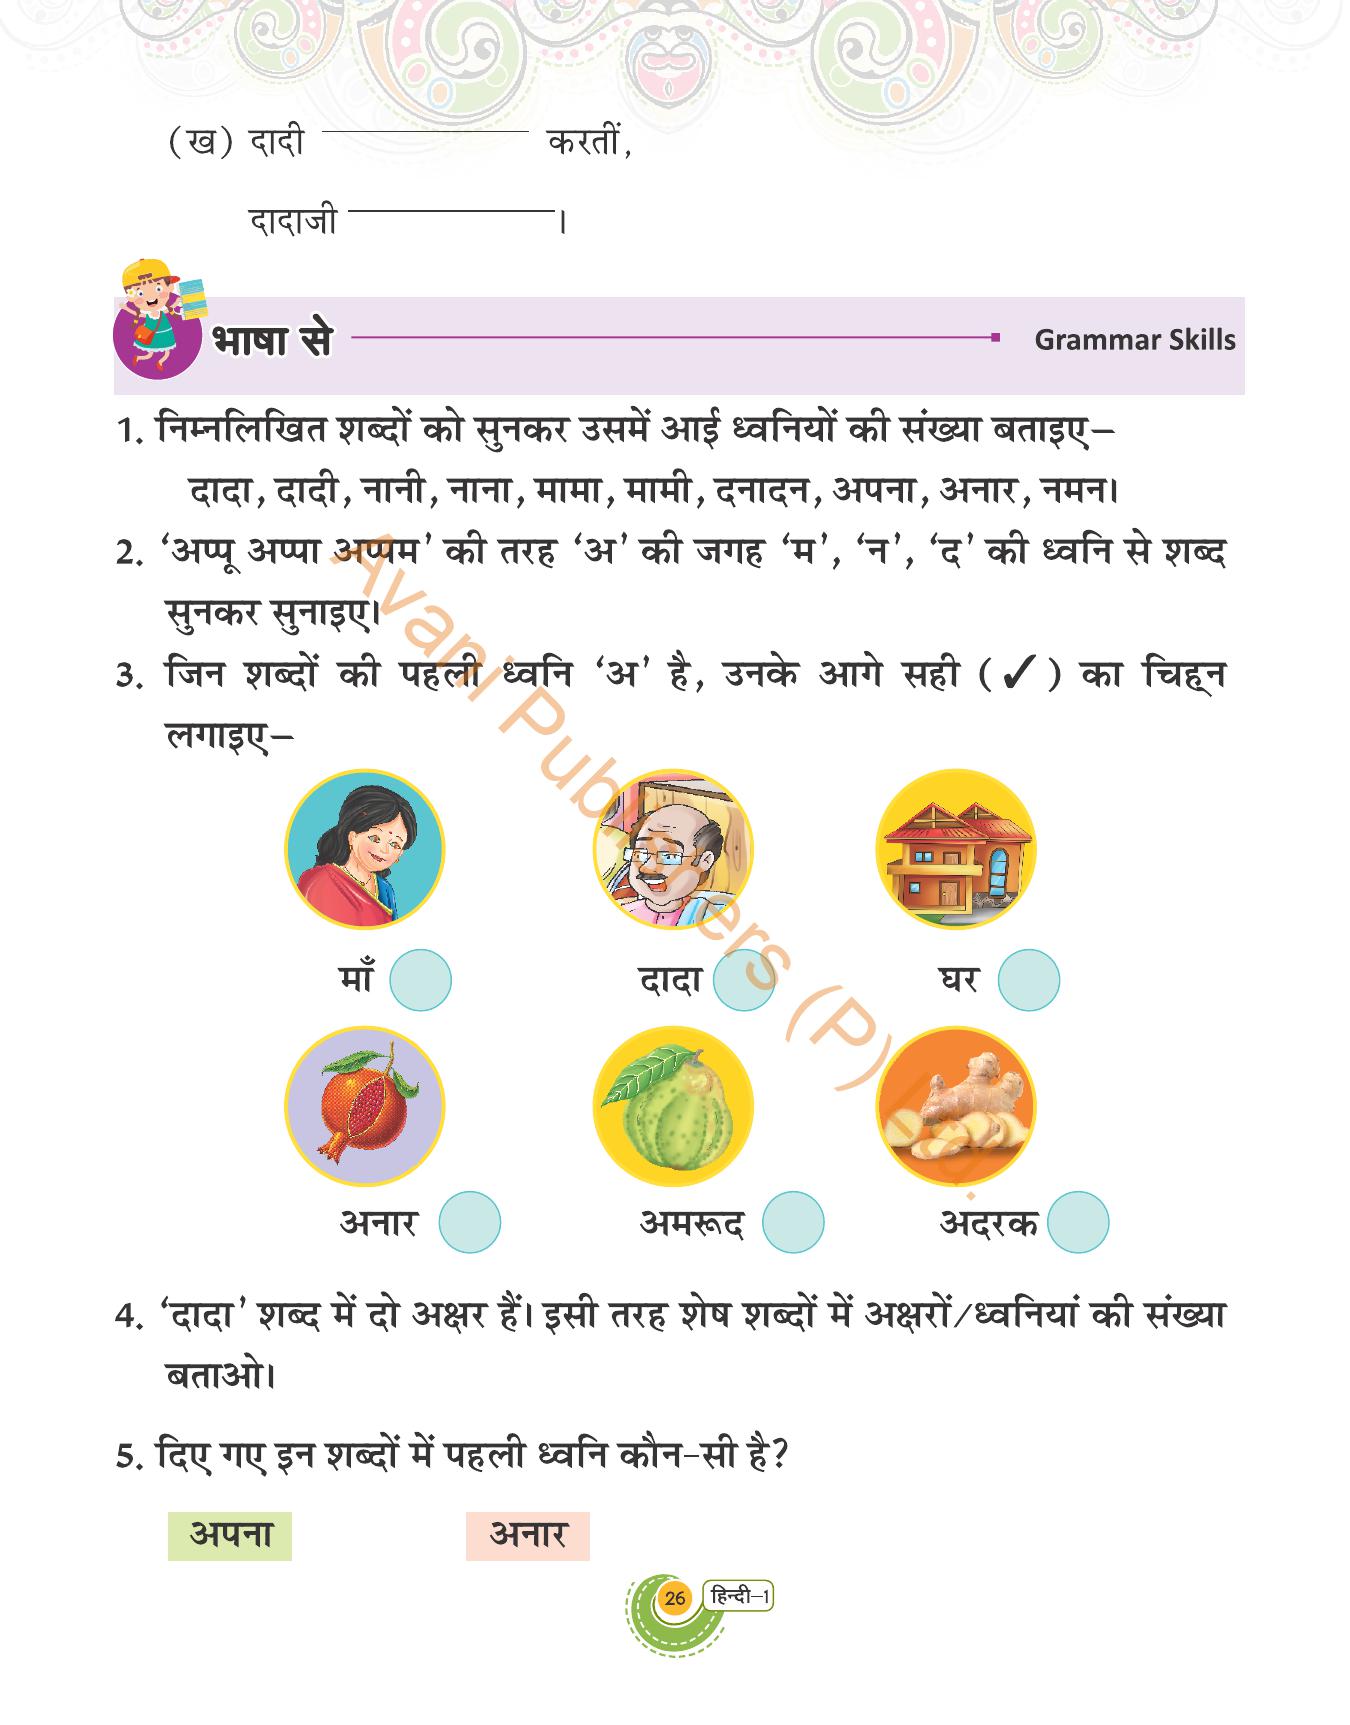 (ख) दादी ____________ करतीं,
दादाजी ____________।
भाषा से Grammar Skills
1. निम्नलिखित शब्दों को सुनकर उसमें आई ध्वनियों की संख्या बताइए–
दादा, दादी, नानी, नाना, मामा, मामी, दनादन, अपना, अनार, नमन।
2. ‘अप्पू अप्पा अप्पम’ की तरह ‘अ’ की जगह ‘म’, ‘न’, ‘द’ की ध्वनि से शब्द
सुनकर सुनाइए।
3. जिन शब्दों की पहली ध्वनि ‘अ’ है, उनके आगे सही (✓) का चिह्न
लगाइए–
माँ दादा घर
अनार अमरूद अदरक
4. ‘दादा’ शब्द में दो अक्षर हैं। इसी तरह शेष शब्दों में अक्षरों/ध्वनियां की संख्या
बताओ।
5. दिए गए इन शब्दों में पहली ध्वनि कौन-सी है?
अपना अनार
26 हिन्दी–1
Avani Publishers (P) Ltd.